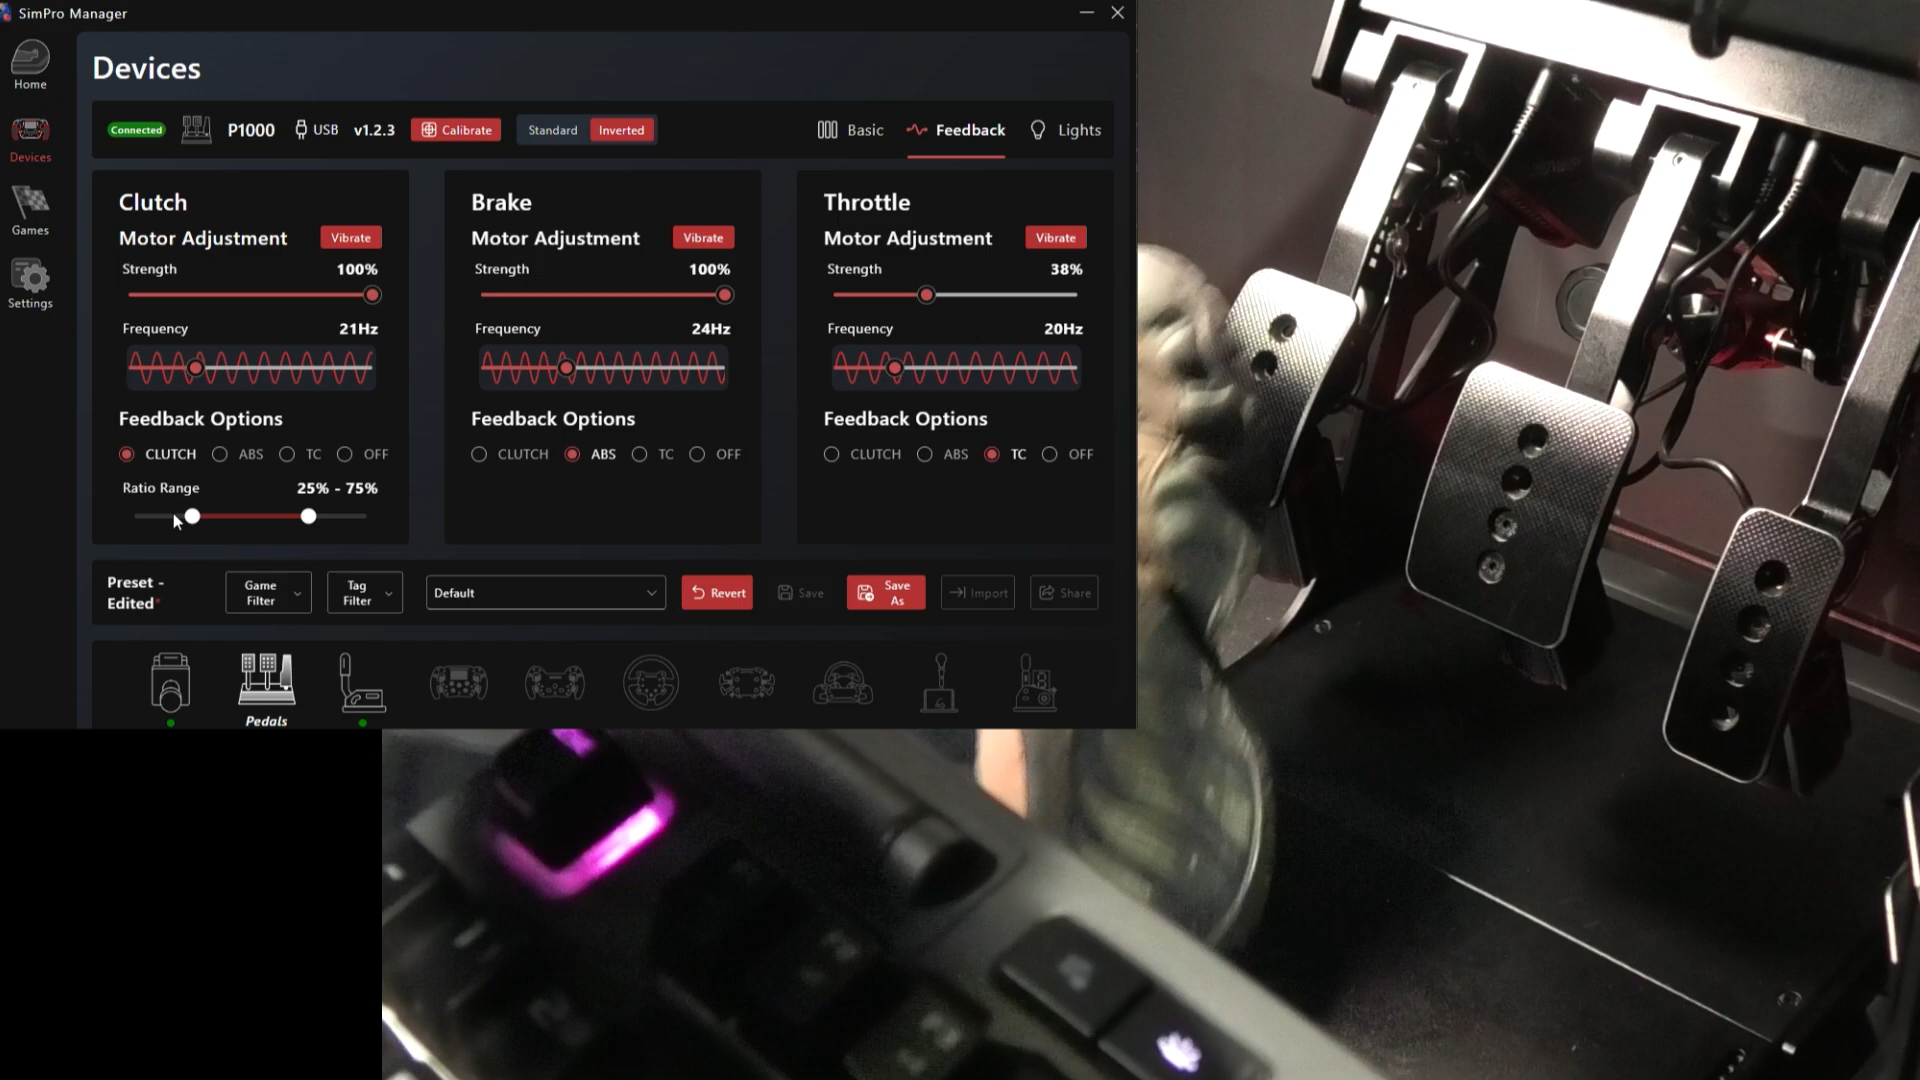 SimPro Manager
Home
Devices
Games
Settings
Devices
Connected P1000 USB v1.2.3 Calibrate Standard Inverted Basic Feedback Lights
Clutch
Motor Adjustment Vibrate
Strength 100%
Frequency 21Hz
Feedback Options
CLUTCH ABS TC OFF
Ratio Range 25% - 75%
Brake
Motor Adjustment Vibrate
Strength 100%
Frequency 24Hz
Feedback Options
CLUTCH ABS TC OFF
Throttle
Motor Adjustment Vibrate
Strength 38%
Frequency 20Hz
Feedback Options
CLUTCH ABS TC OFF
Preset -
Edited*
Game
Filter
Tag
Filter
Default
Revert
Save
Save
As
Import
Share
Pedals